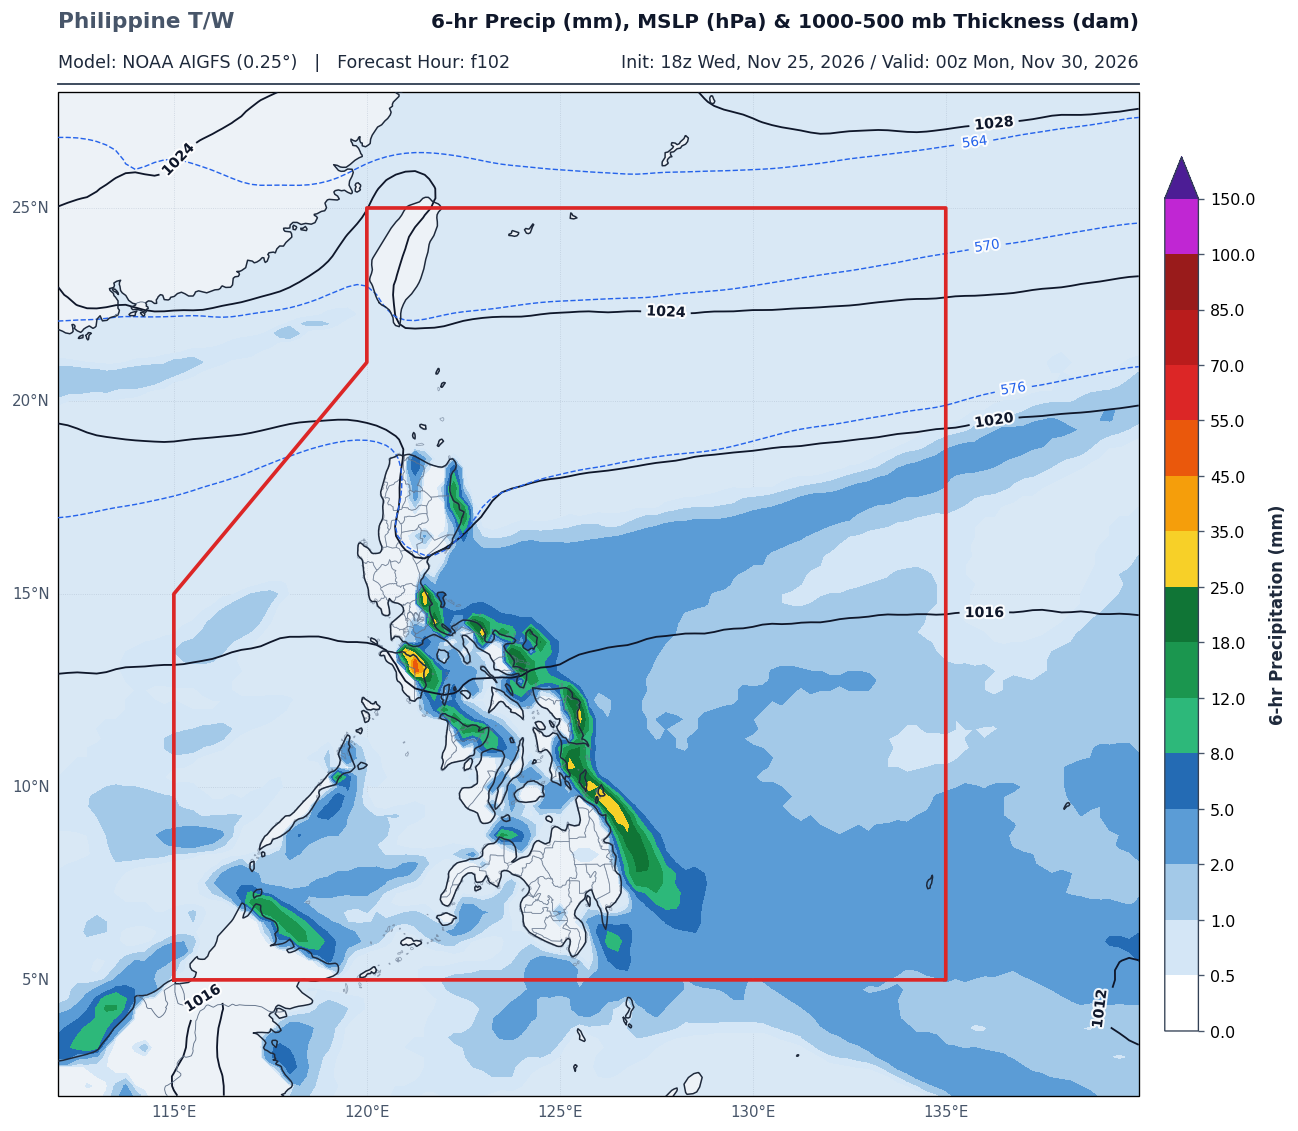 Philippine T/W
6-hr Precip (mm), MSLP (hPa) & 1000-500 mb Thickness (dam)
Model: NOAA AIGFS (0.25°) | Forecast Hour: f102
Init: 18z Wed, Nov 25, 2026 / Valid: 00z Mon, Nov 30, 2026
1028
564
1024
25°N
570
1024
20°N
576
1020
15°N
1016
10°N
5°N
1016
1012
115°E
120°E
125°E
130°E
135°E
150.0
100.0
85.0
70.0
55.0
45.0
35.0
25.0
18.0
12.0
8.0
5.0
2.0
1.0
0.5
0.0
6-hr Precipitation (mm)